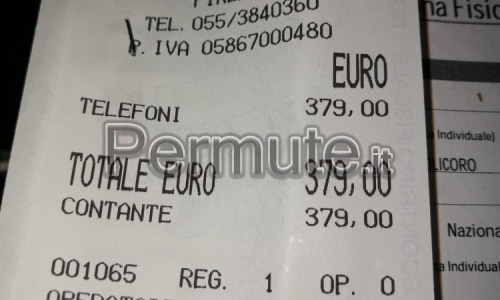 TEL. 055/3840360
P. IVA 05867000480
EURO
TELEFONI 379,00
TOTALE EURO 379,00
CONTANTE 379,00
001065 REG. 1 OP. 0
Permute.it
Individuale)
LICORO
Naziona